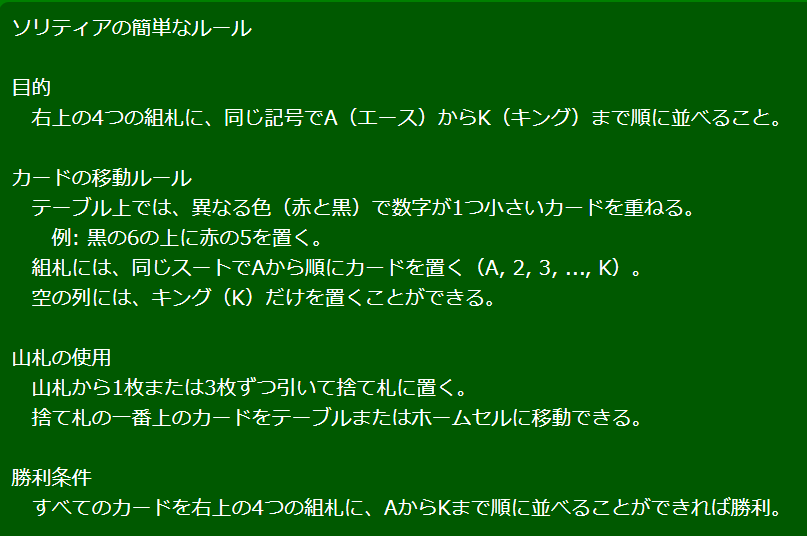 ソリティアの簡単なルール
目的
右上の4つの組札に、同じ記号でA（エース）からK（キング）まで順に並べること。
カードの移動ルール
テーブル上では、異なる色（赤と黒）で数字が1つ小さいカードを重ねる。
例: 黒の6の上に赤の5を置く。
組札には、同じスートでAから順にカードを置く（A, 2, 3, ..., K）。
空の列には、キング（K）だけを置くことができる。
山札の使用
山札から1枚または3枚ずつ引いて捨て札に置く。
捨て札の一番上のカードをテーブルまたはホームセルに移動できる。
勝利条件
すべてのカードを右上の4つの組札に、AからKまで順に並べることができれば勝利。